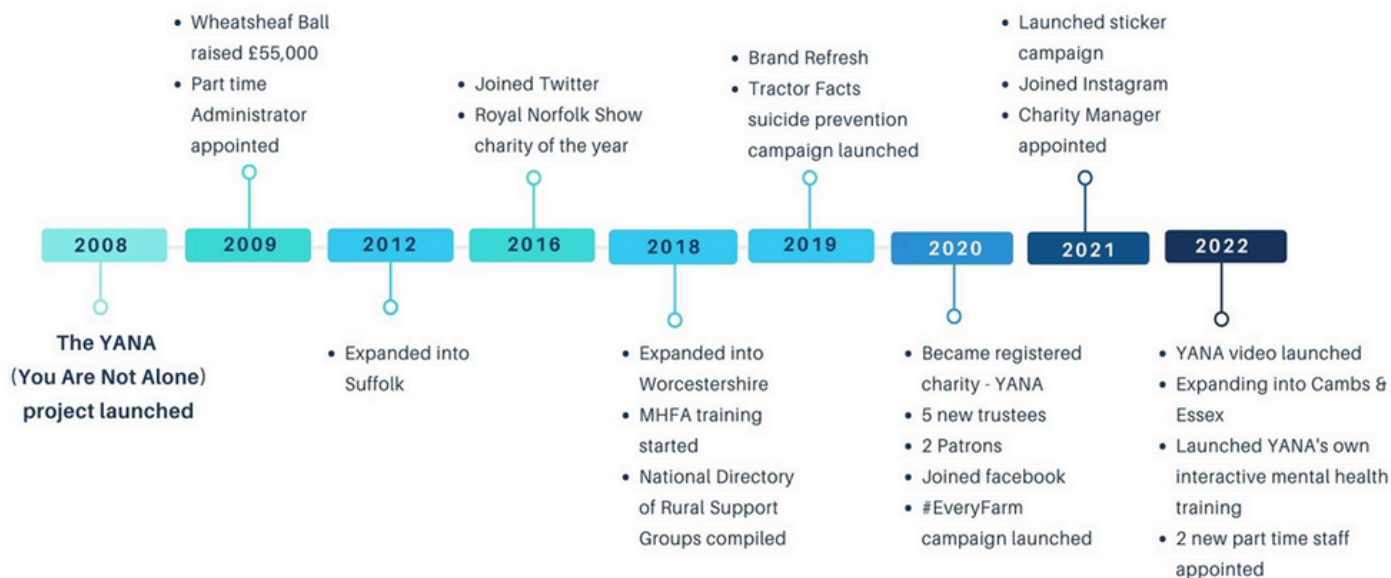 • Wheatsheaf Ball
raised £55,000
• Part time
Administrator
appointed
• Joined Twitter
• Royal Norfolk Show
charity of the year
• Brand Refresh
• Tractor Facts
suicide prevention
campaign launched
• Launched sticker
campaign
• Joined Instagram
• Charity Manager
appointed
2008
2009
2012
2016
2018
2019
2020
2021
2022
The YANA
(You Are Not Alone)
project launched
• Expanded into
Suffolk
• Expanded into
Worcestershire
• MHFA training
started
• National Directory
of Rural Support
Groups compiled
• Became registered
charity - YANA
• 5 new trustees
• 2 Patrons
• Joined facebook
• #EveryFarm
campaign launched
• YANA video launched
• Expanding into Cambs &
Essex
• Launched YANA's own
interactive mental health
training
• 2 new part time staff
appointed